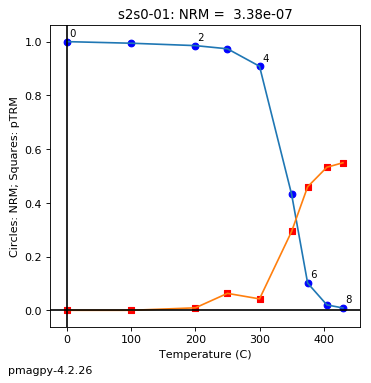 s2s0-01: NRM =  3.38e-07
Circles: NRM; Squares: pTRM
1.0
0.8
0.6
0.4
0.2
0.0
0
2
4
6
8
0 100 200 300 400
Temperature (C)
pmagpy-4.2.26